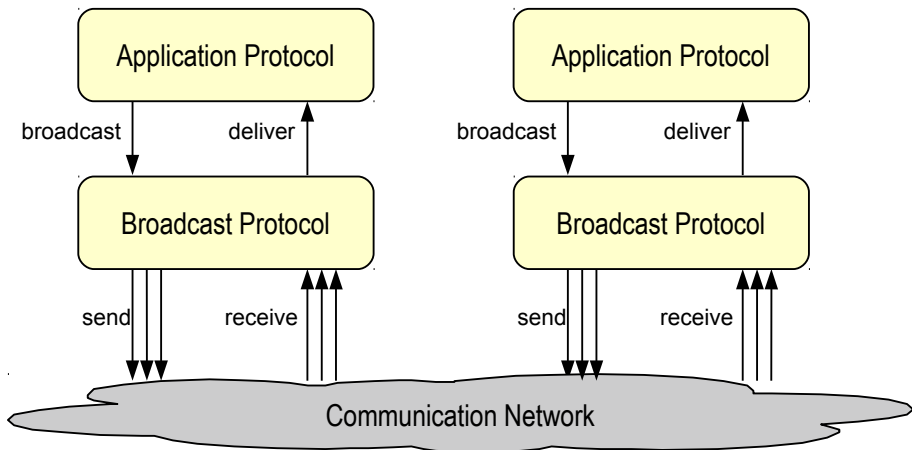 Application Protocol
Application Protocol
broadcast
deliver
broadcast
deliver
Broadcast Protocol
Broadcast Protocol
send
receive
send
receive
Communication Network